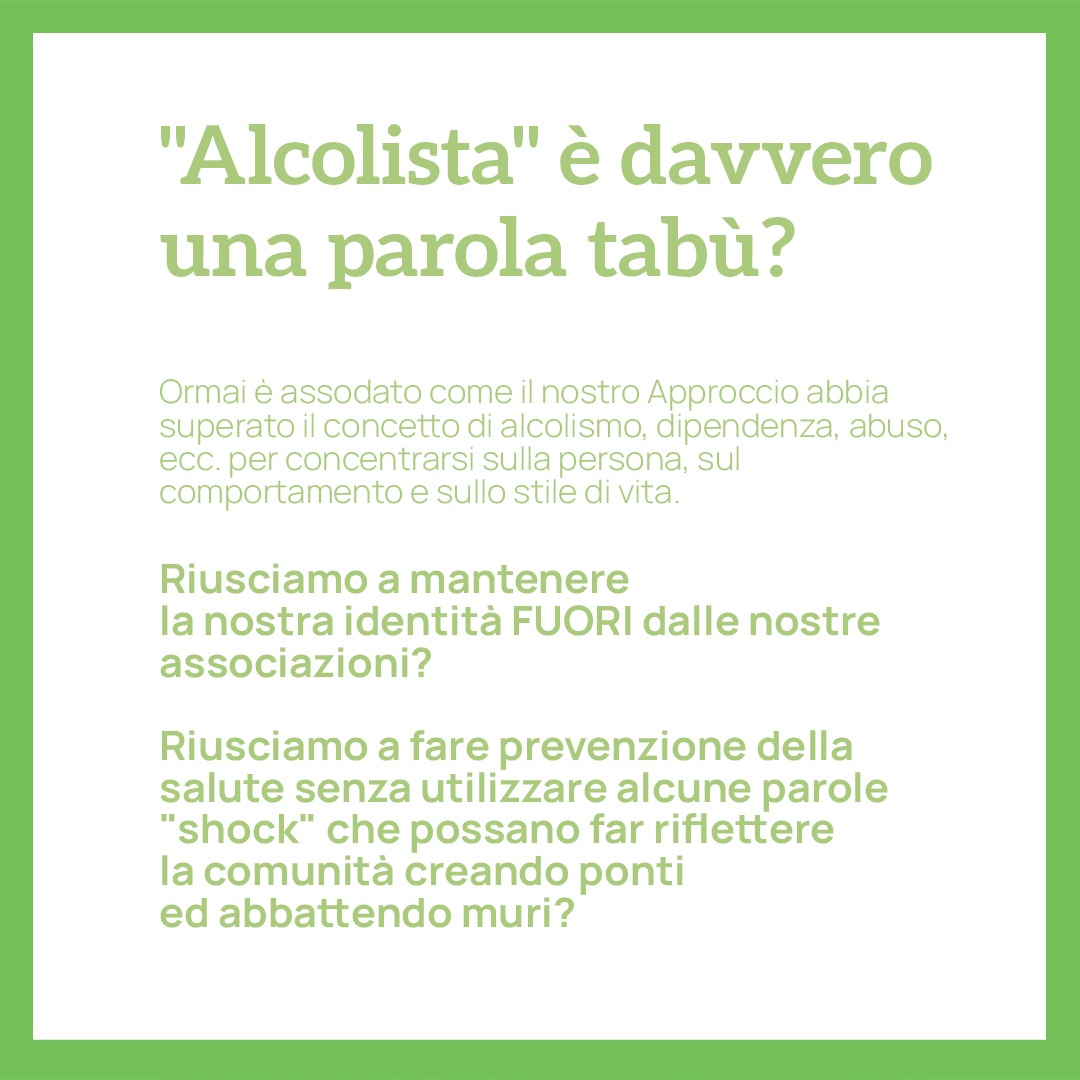 "Alcolista" è davvero
una parola tabù?
Ormai è assodato come il nostro Approccio abbia
superato il concetto di alcolismo, dipendenza, abuso,
ecc. per concentrarsi sulla persona, sul
comportamento e sullo stile di vita.
Riusciamo a mantenere
la nostra identità FUORI dalle nostre
associazioni?
Riusciamo a fare prevenzione della
salute senza utilizzare alcune parole
"shock" che possano far riflettere
la comunità creando ponti
ed abbattendo muri?